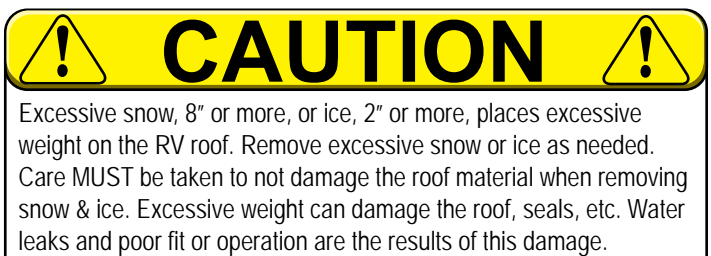 CAUTION
Excessive snow, 8" or more, or ice, 2" or more, places excessive
weight on the RV roof. Remove excessive snow or ice as needed.
Care MUST be taken to not damage the roof material when removing
snow & ice. Excessive weight can damage the roof, seals, etc. Water
leaks and poor fit or operation are the results of this damage.